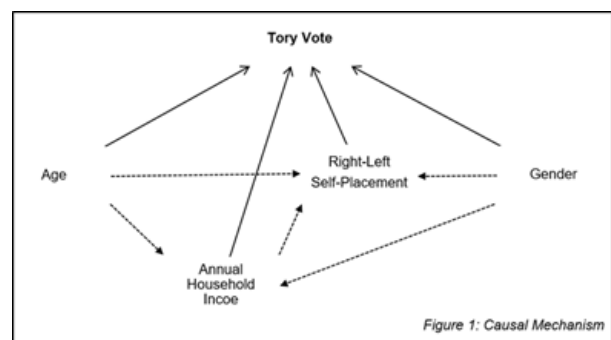 Tory Vote
Age
Right-Left
Self-Placement
Gender
Annual
Household
Incoe
Figure 1: Causal Mechanism